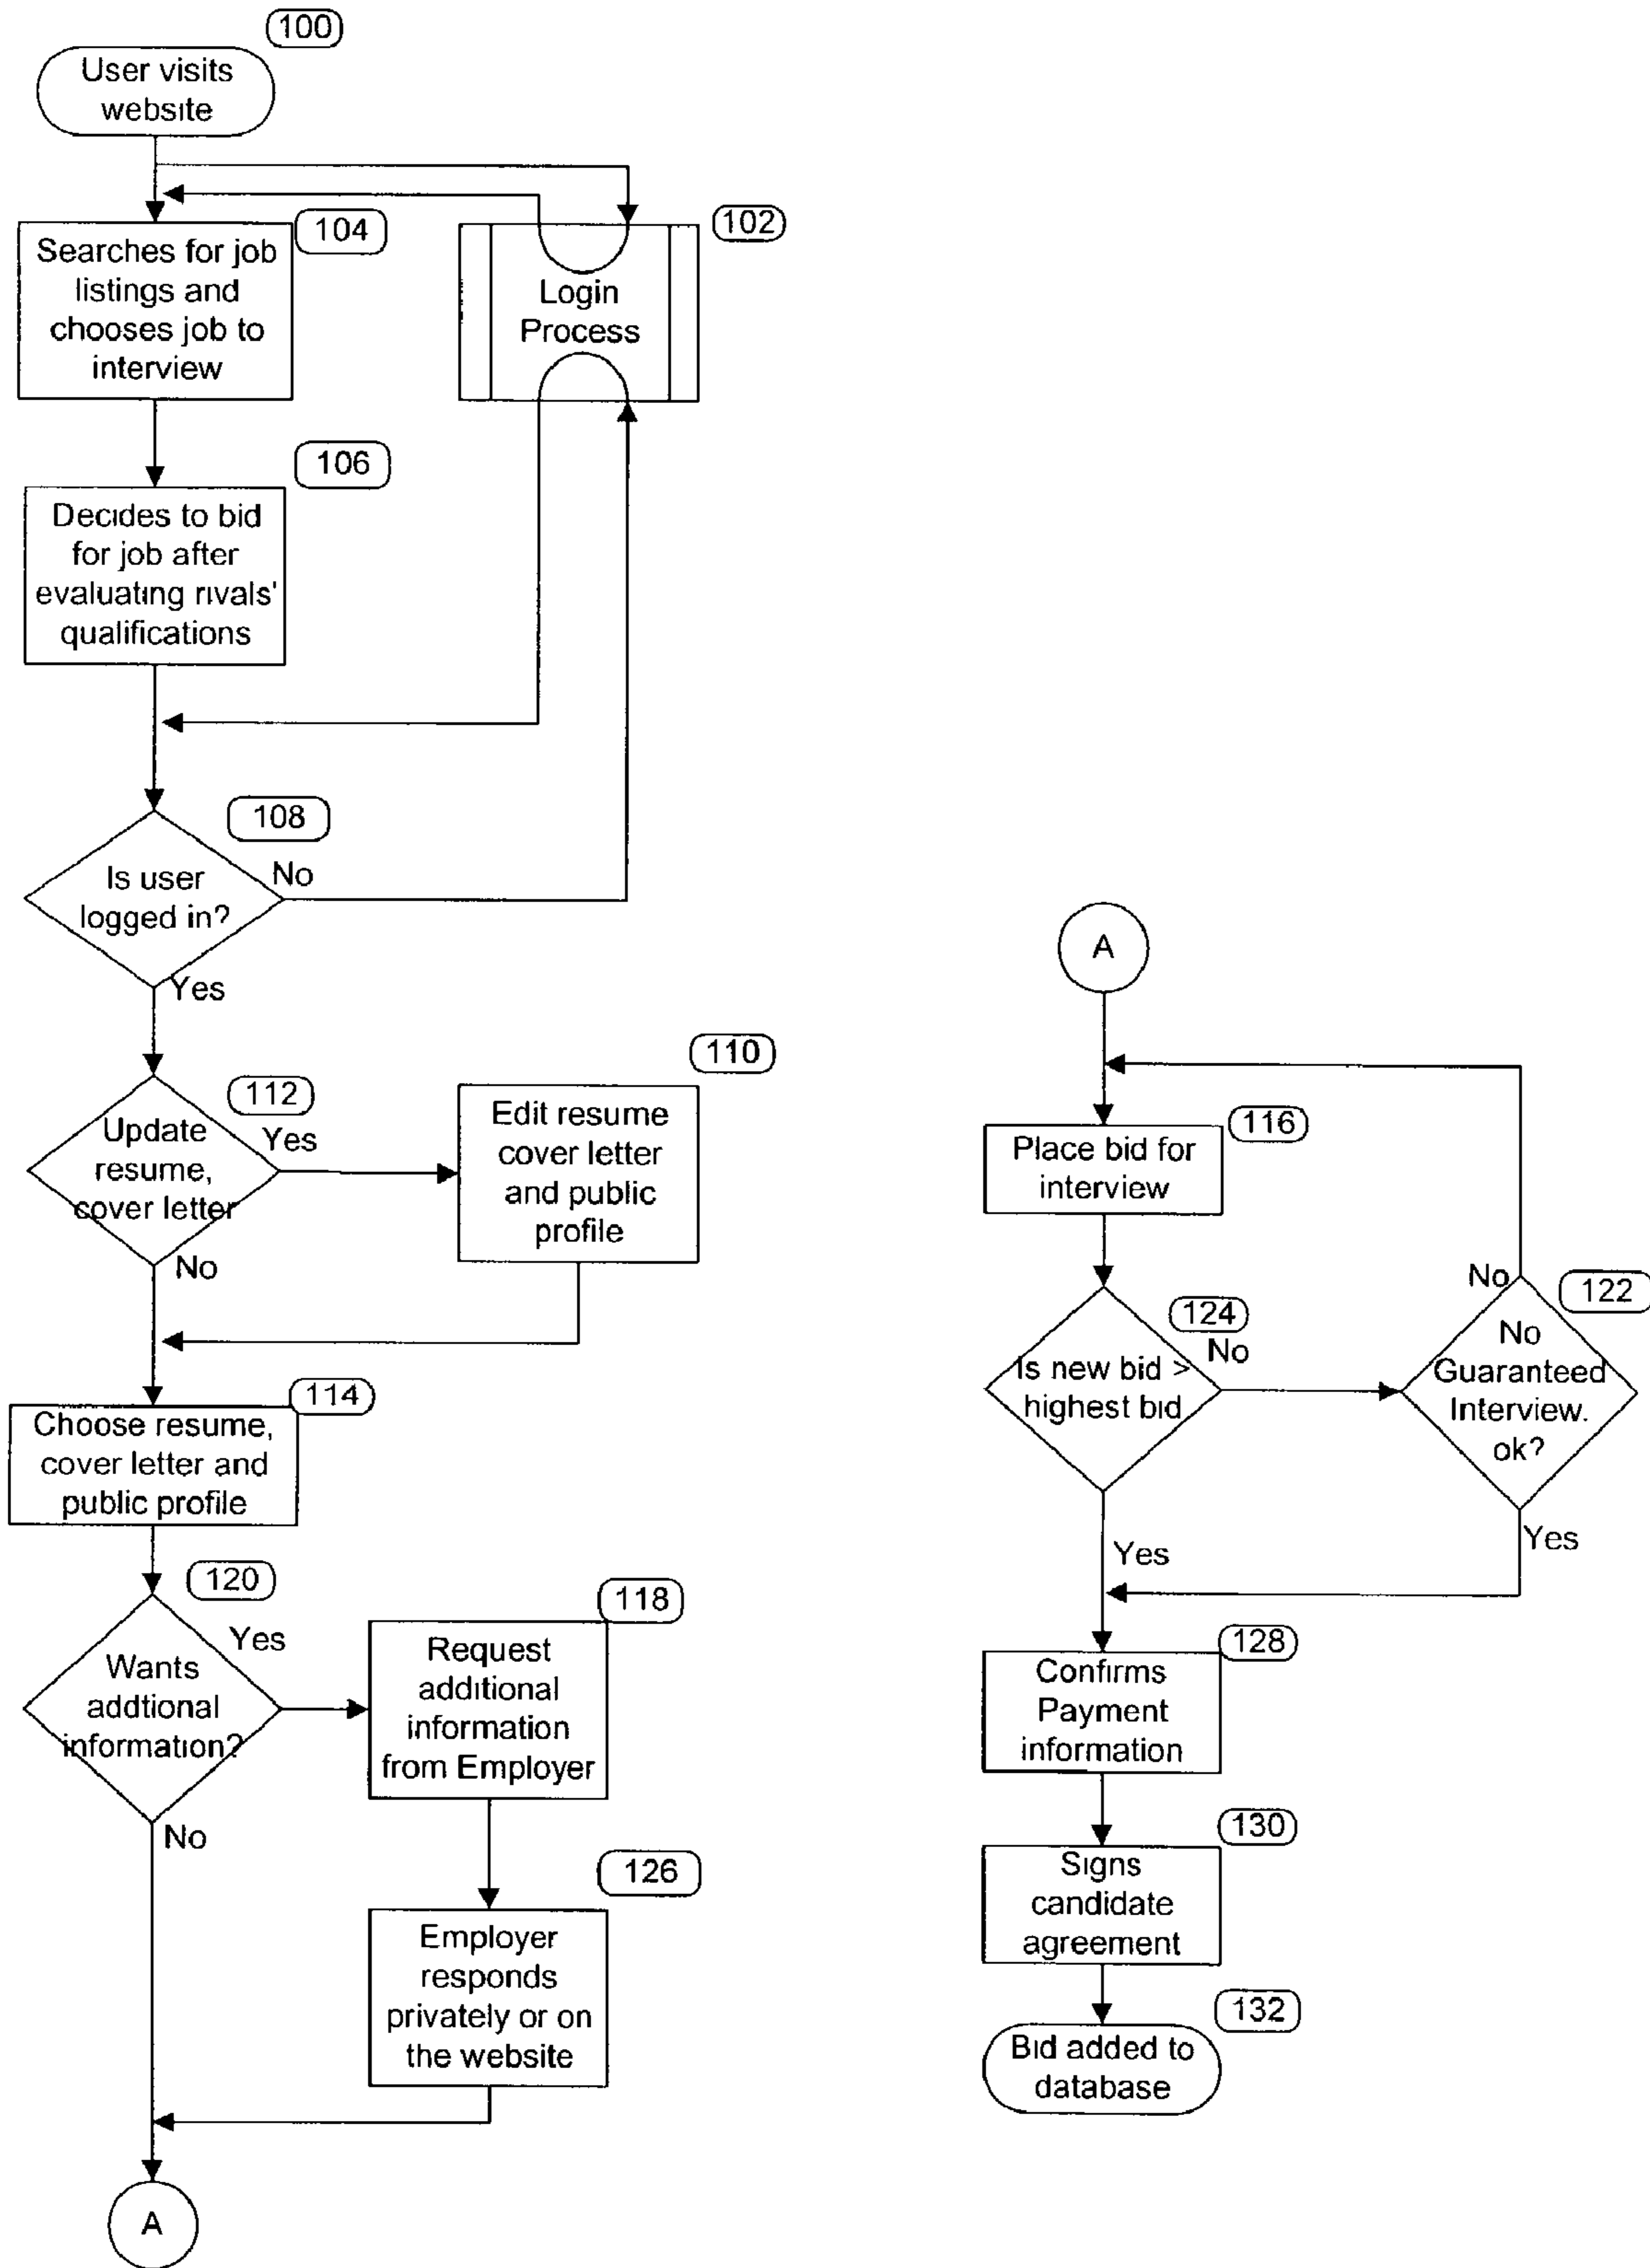 100
User visits
website
104
Searches for job
listings and
chooses job to
interview
102
Login
Process
106
Decides to bid
for job after
evaluating rivals'
qualifications
108
Is user
logged in?
No
Yes
112
Update
resume,
cover letter
Yes
No
110
Edit resume
cover letter
and public
profile
114
Choose resume,
cover letter and
public profile
120
Wants
addtional
information?
Yes
No
118
Request
additional
information
from Employer
126
Employer
responds
privately or on
the website
A
A
116
Place bid for
interview
124
Is new bid >
highest bid
No
Yes
122
No
Guaranteed
Interview.
ok?
No
Yes
128
Confirms
Payment
information
130
Signs
candidate
agreement
132
Bid added to
database